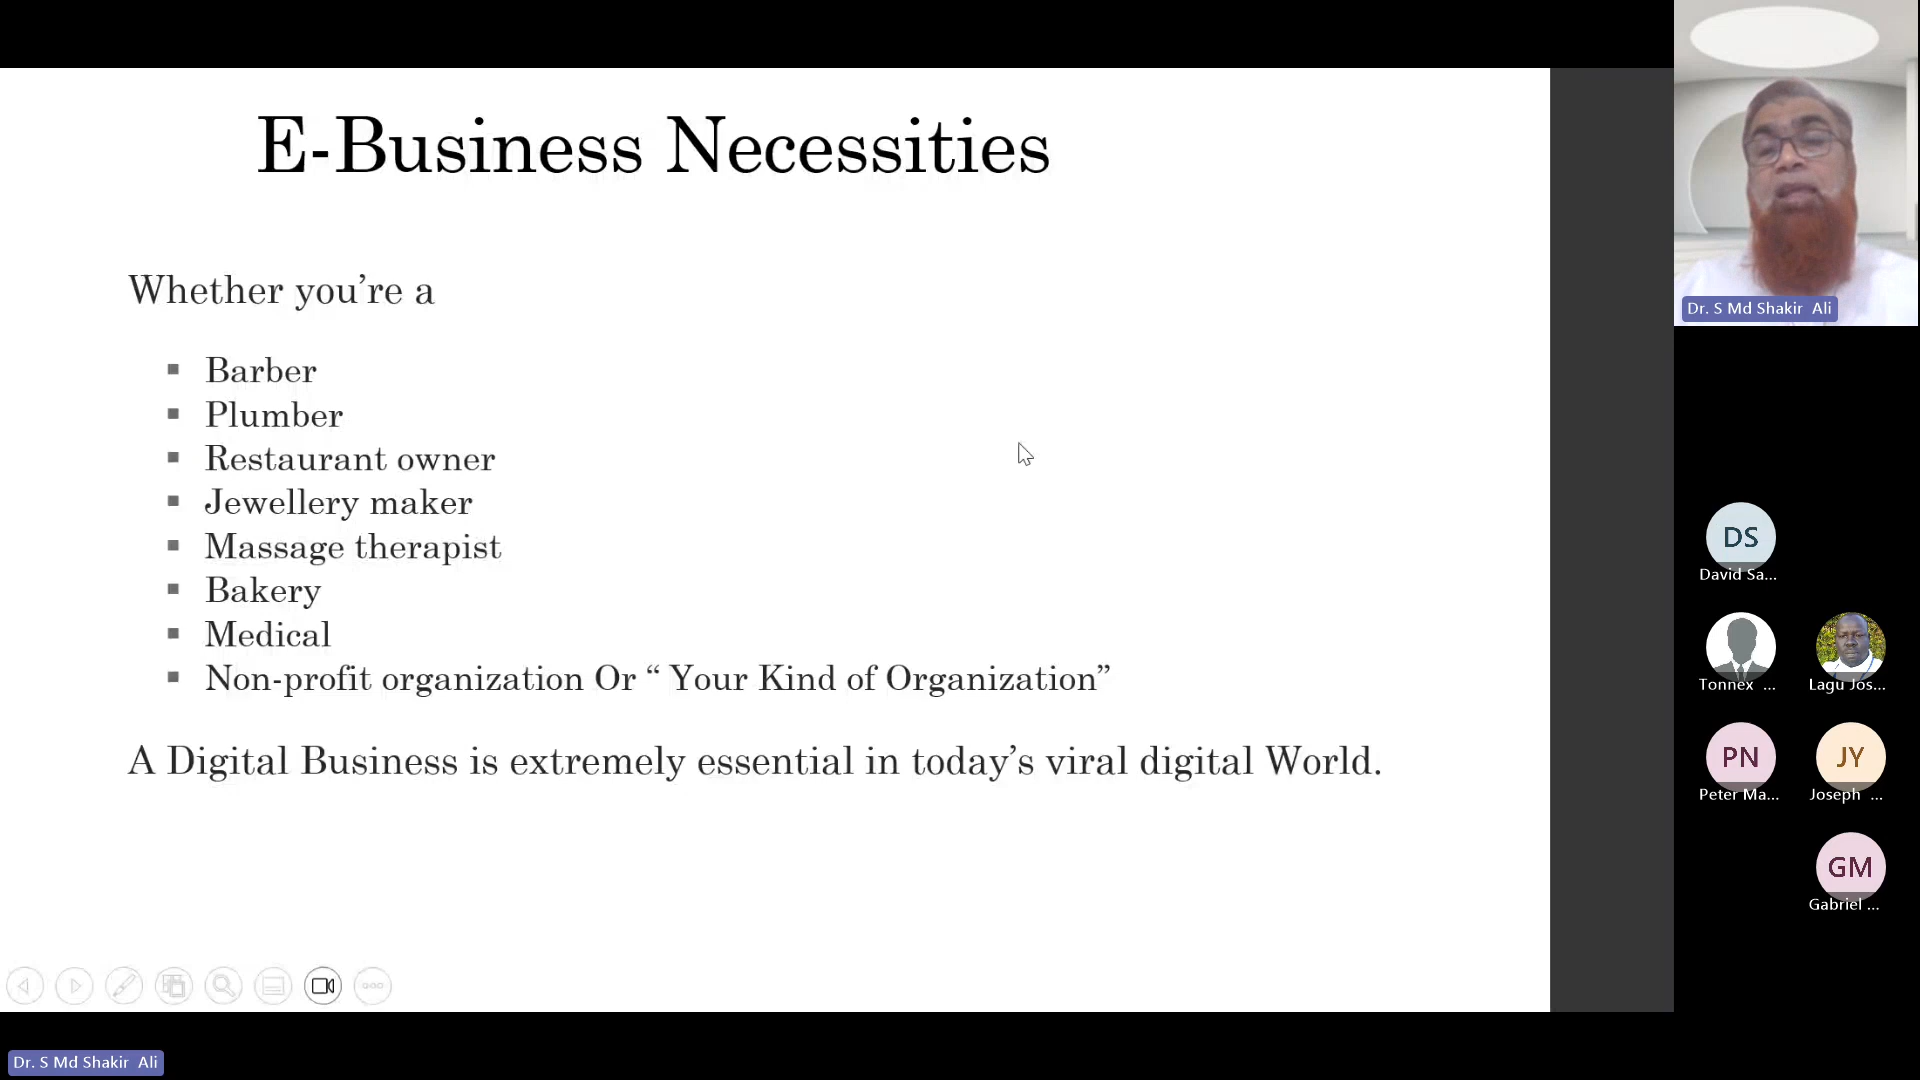 E-Business Necessities
Whether you’re a
▪ Barber
▪ Plumber
▪ Restaurant owner
▪ Jewellery maker
▪ Massage therapist
▪ Bakery
▪ Medical
▪ Non-profit organization Or “ Your Kind of Organization”
A Digital Business is extremely essential in today’s viral digital World.
Dr. S Md Shakir Ali
DS
David Sa...
Tonnex ...
Lagu Jos...
PN
Peter Ma...
JY
Joseph ...
GM
Gabriel ...
Dr. S Md Shakir Ali